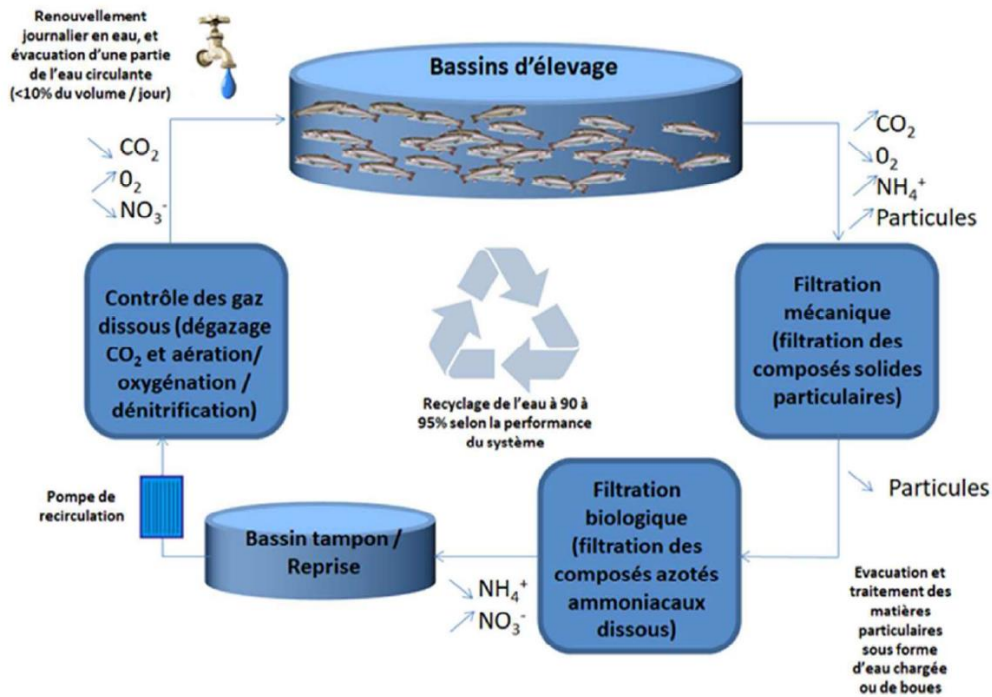 Renouvellement
journalier en eau, et
évacuation d'une partie
de l'eau circulante
(<10% du volume / jour)
Bassins d'élevage
CO₂
O₂
NO₃⁻
CO₂
O₂
NH₄⁺
Particules
Contrôle des gaz
dissous (dégazage
CO₂ et aération/
oxygénation /
dénitrification)
Recyclage de l'eau à 90 à
95% selon la performance
du système
Filtration
mécanique
(filtration des
composés solides
particulaires)
Particules
Pompe de
recirculation
Bassin tampon /
Reprise
NH₄⁺
NO₃⁻
Filtration
biologique
(filtration des
composés azotés
ammoniacaux
dissous)
Evacuation et
traitement des
matières
particulaires
sous forme
d'eau chargée
ou de boues